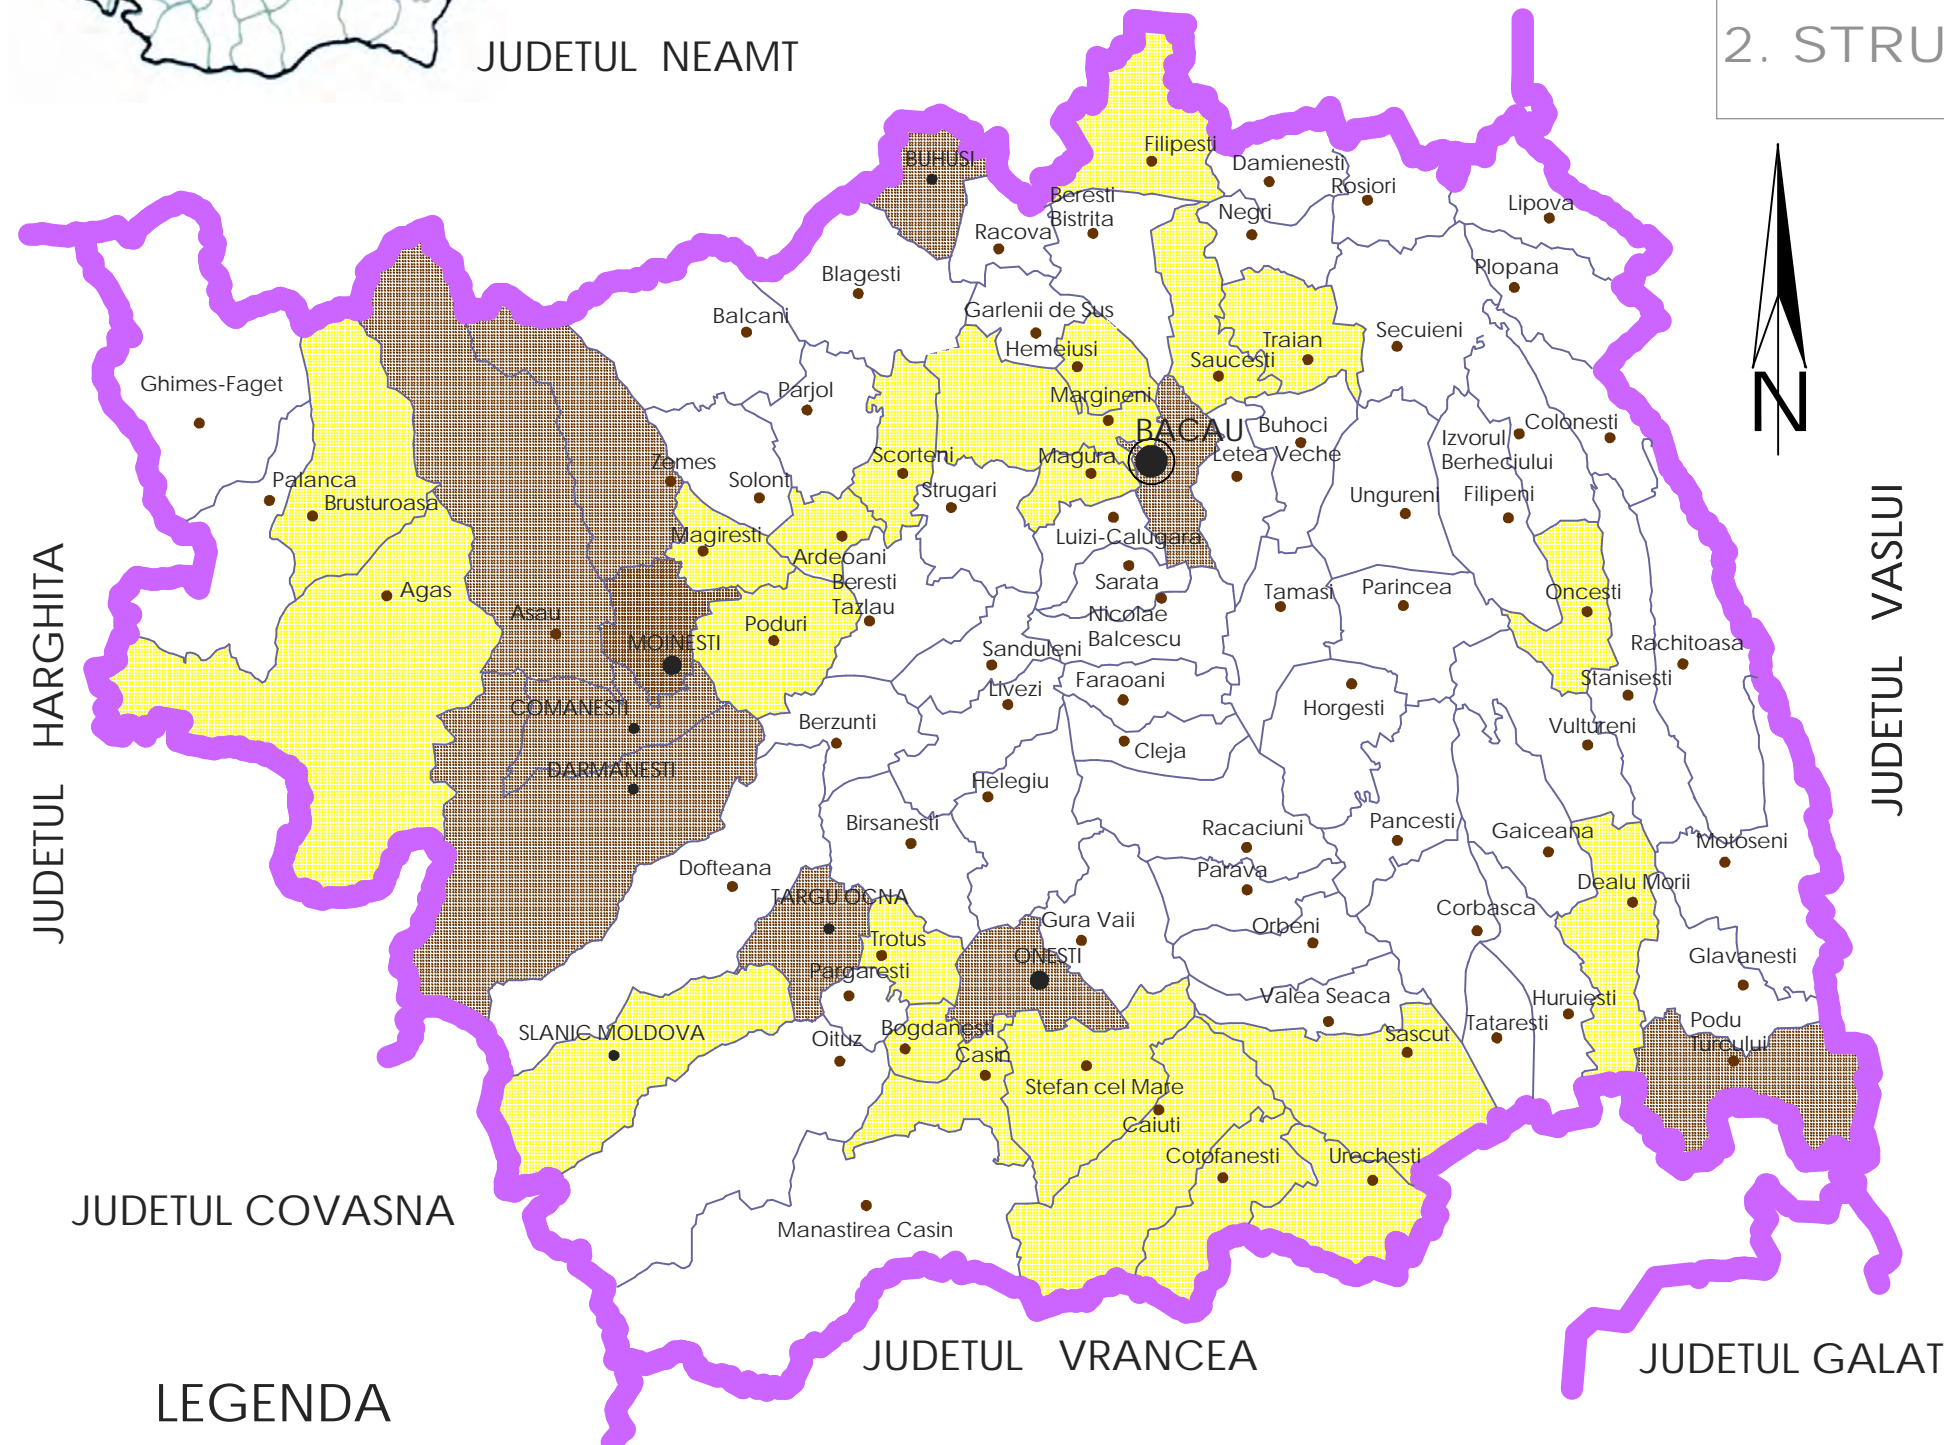 2. STRU
JUDETUL NEAMT
Filipesti
BUHUSI
Damienesti
Rosiori
Beresti
Bistrita
Negri
Lipova
Racova
Blagesti
Plopana
Balcani
Garlenii de Sus
Secuieni
Traian
Hemeiusi
Saucesti
Ghimes-Faget
Parjol
Margineni
N
BACAU
Buhoci
Colonesti
Izvorul
Berheciului
Letea Veche
Scorteni
Magura
Zemes
Solont
Palanca
Strugari
Brusturoasa
Ungureni
Filipeni
Magiresti
Luizi-Calugara
Ardeoani
Beresti
Tazlau
Sarata
Agas
Tamasi
Parincea
Oncesti
Asau
Nicolae
Balcescu
Poduri
MOINESTI
Sanduleni
Rachitoasa
Faraoani
Stanisesti
Livezi
COMANESTI
Horgesti
Berzunti
Vultureni
Cleja
DARMANESTI
Helegiu
JUDETUL HARGHITA
JUDETUL VASLUI
Birsanesti
Racaciuni
Pancesti
Gaiceana
Motoseni
Dofteana
Parava
Dealu Morii
TARGU OCNA
Corbasca
Gura Vaii
Orbeni
Trotus
ONESTI
Glavanesti
Pargaresti
Valea Seaca
Huruiesti
SLANIC MOLDOVA
Bogdanesti
Oituz
Sascut
Tataresti
Podu
Turcului
Casin
Stefan cel Mare
Caiuti
Cotofanesti
Urechesti
JUDETUL COVASNA
Manastirea Casin
JUDETUL VRANCEA
JUDETUL GALAT
LEGENDA